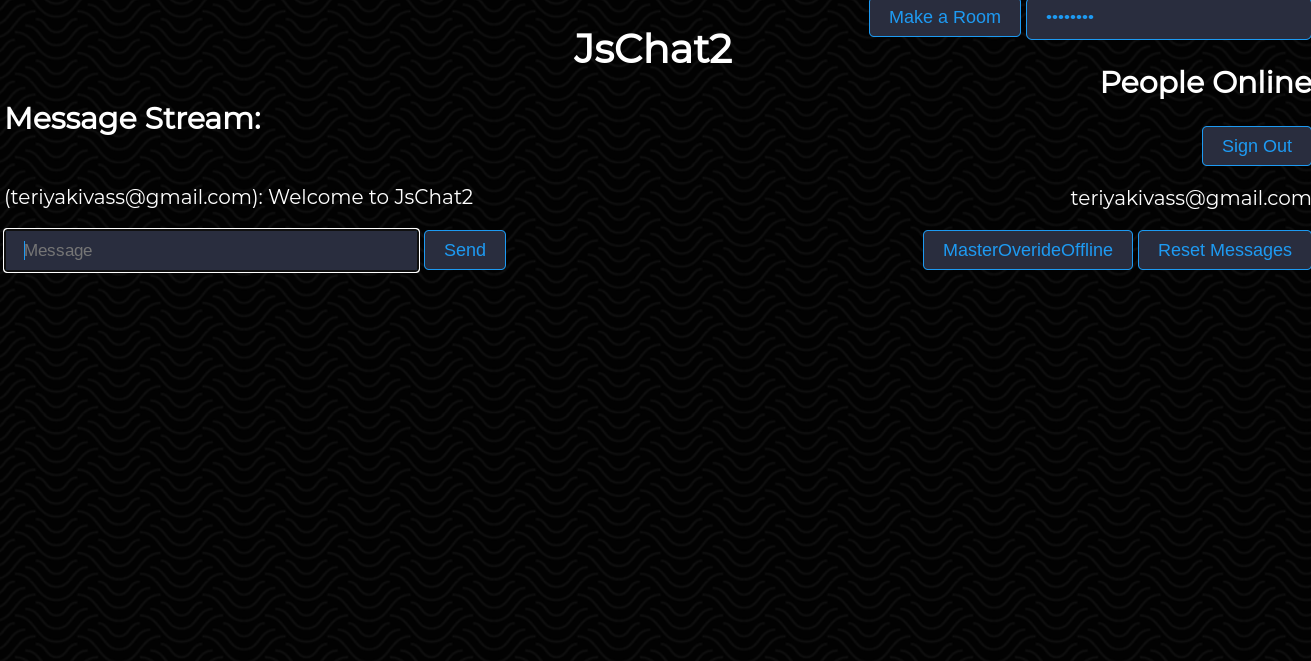 Make a Room ••••••••
JsChat2
People Online
Message Stream:
Sign Out
(teriyakivass@gmail.com): Welcome to JsChat2
teriyakivass@gmail.com
Message Send MasterOverideOffline Reset Messages